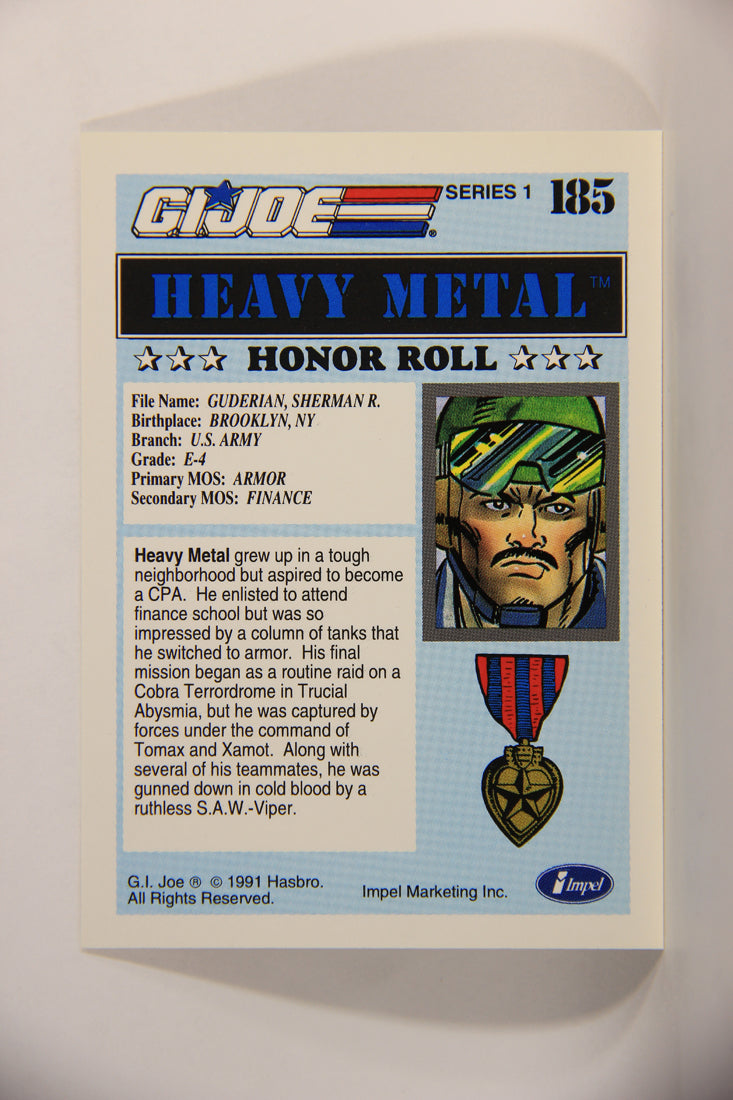 G.I. JOE ® SERIES 1 185
HEAVY METAL™
HONOR ROLL
File Name: GUDERIAN, SHERMAN R.
Birthplace: BROOKLYN, NY
Branch: U.S. ARMY
Grade: E-4
Primary MOS: ARMOR
Secondary MOS: FINANCE
Heavy Metal grew up in a tough
neighborhood but aspired to become
a CPA. He enlisted to attend
finance school but was so
impressed by a column of tanks that
he switched to armor. His final
mission began as a routine raid on a
Cobra Terrordrome in Trucial
Abysmia, but he was captured by
forces under the command of
Tomax and Xamot. Along with
several of his teammates, he was
gunned down in cold blood by a
ruthless S.A.W.-Viper.
G.I. Joe ® © 1991 Hasbro.
All Rights Reserved.
Impel Marketing Inc.
Impel